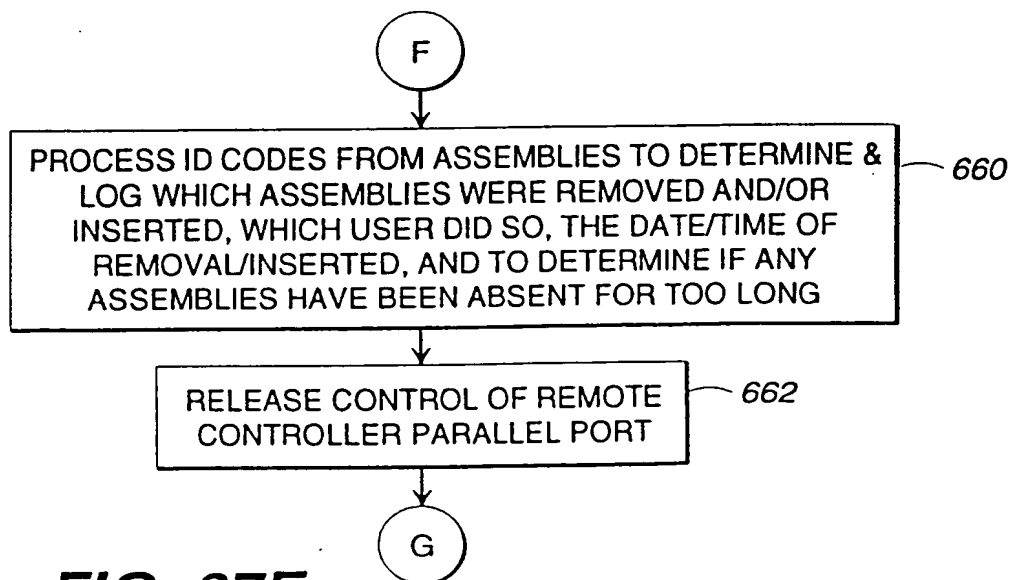 F
PROCESS ID CODES FROM ASSEMBLIES TO DETERMINE &
LOG WHICH ASSEMBLIES WERE REMOVED AND/OR
INSERTED, WHICH USER DID SO, THE DATE/TIME OF
REMOVAL/INSERTED, AND TO DETERMINE IF ANY
ASSEMBLIES HAVE BEEN ABSENT FOR TOO LONG
660
RELEASE CONTROL OF REMOTE
CONTROLLER PARALLEL PORT
662
G